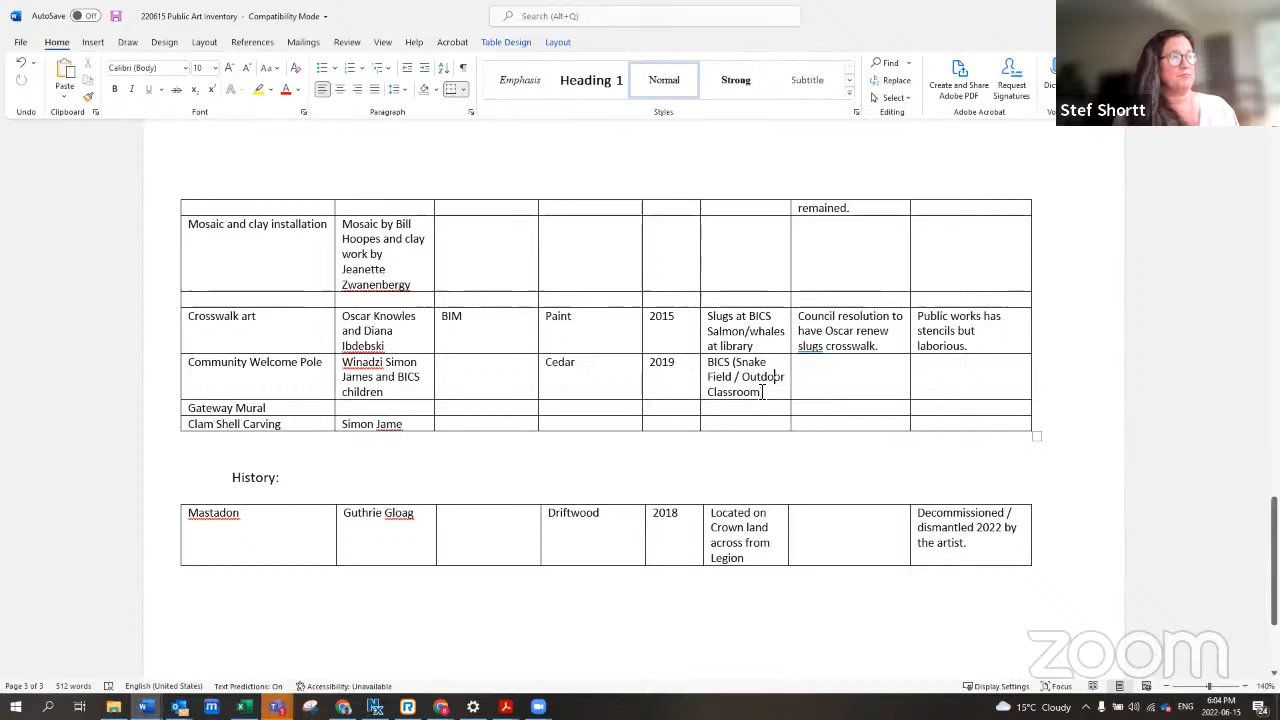 AutoSave Off 220615 Public Art Inventory - Compatibility Mode Search (Alt+Q)
File Home Insert Draw Design Layout References Mailings Review View Help Acrobat Table Design Layout
Paste
Calibri (Body) 10
Emphasis Heading 1 Normal Strong Subtitle
Find
Replace
Select
Create and Share
Adobe PDF
Request
Signatures
Undo Clipboard Font Paragraph Styles Editing Adobe Acrobat
Stef Shortt
remained.
Mosaic and clay installation
Mosaic by Bill
Hoopes and clay
work by
Jeanette
Zwanenbergy
Crosswalk art
Oscar Knowles
and Diana
Ibdebski
BIM
Paint
2015
Slugs at BICS
Salmon/whales
at library
Council resolution to
have Oscar renew
slugs crosswalk.
Public works has
stencils but
laborious.
Community Welcome Pole
Winadzi Simon
James and BICS
children
Cedar
2019
BICS (Snake
Field / Outdoor
Classroom)
Gateway Mural
Clam Shell Carving
Simon Jame
History:
Mastadon
Guthrie Gloag
Driftwood
2018
Located on
Crown land
across from
Legion
Decommissioned /
dismantled 2022 by
the artist.
zoom
Page 3 of 3 512 words English (United States) Text Predictions: On Accessibility: Unavailable Display Settings Focus 140%
15°C Cloudy ENG 6:04 PM
2022-06-15